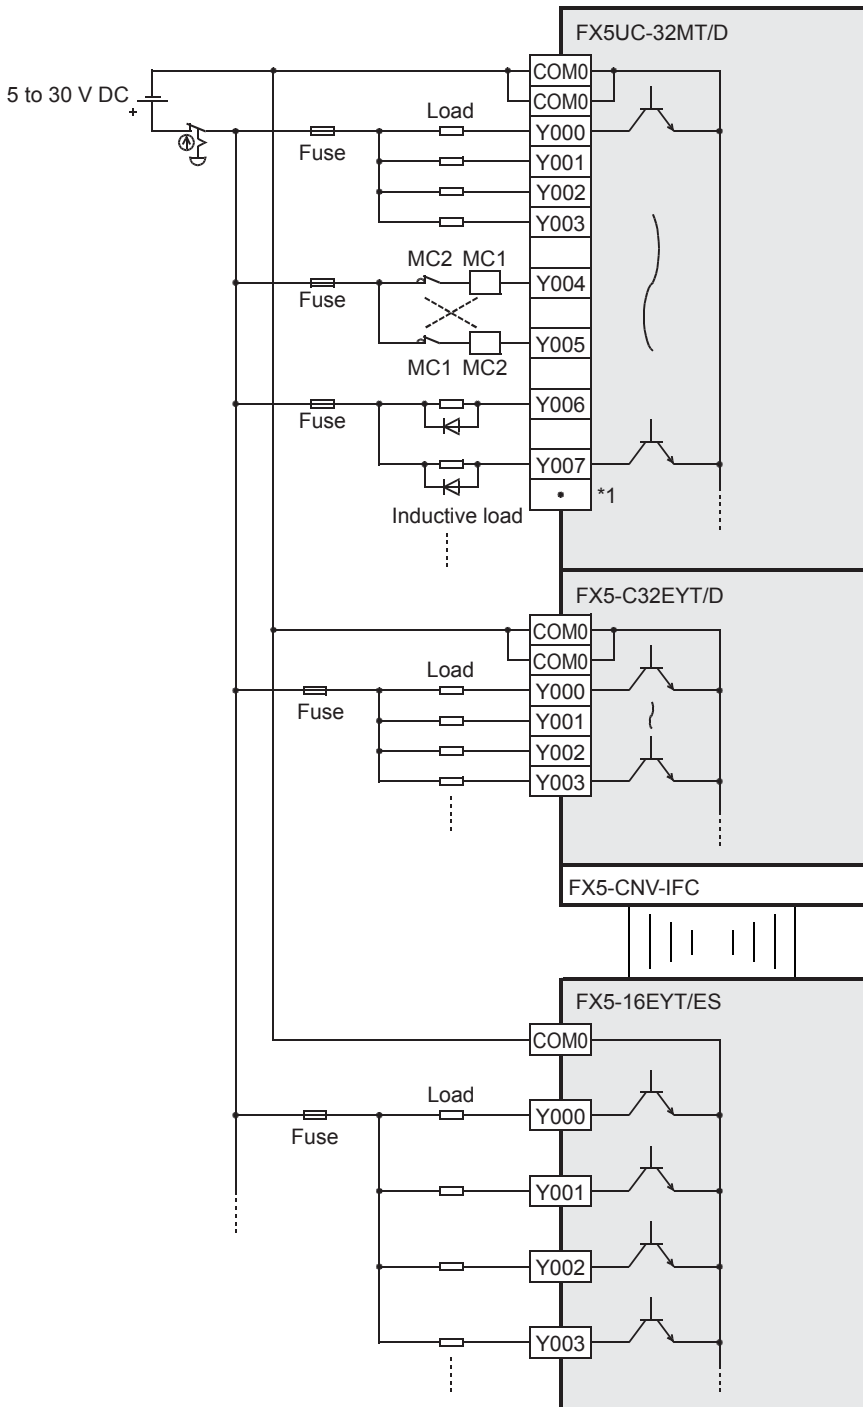 FX5UC-32MT/D
COM0
5 to 30 V DC
+
COM0
Load
Y000
Fuse
Y001
Y002
Y003
MC2 MC1
Y004
Fuse
Y005
MC1 MC2
Y006
Fuse
Y007
*1
Inductive load
FX5-C32EYT/D
COM0
COM0
Load
Y000
Fuse
Y001
Y002
Y003
FX5-CNV-IFC
FX5-16EYT/ES
COM0
Load
Y000
Fuse
Y001
Y002
Y003